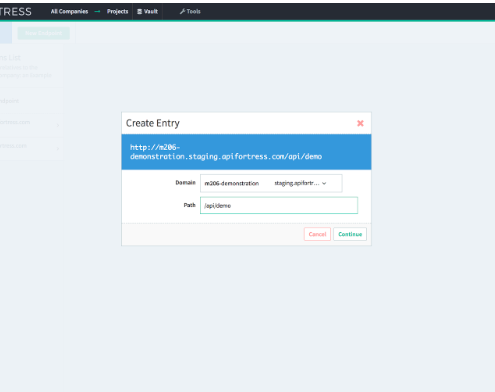 TRESS All Companies → Projects Vault Tools
Create Entry
http://m206-
demonstration.staging.apifortress.com/api/demo
Domain m206-demonstration staging.apifortr...
Path /api/demo
Cancel Continue